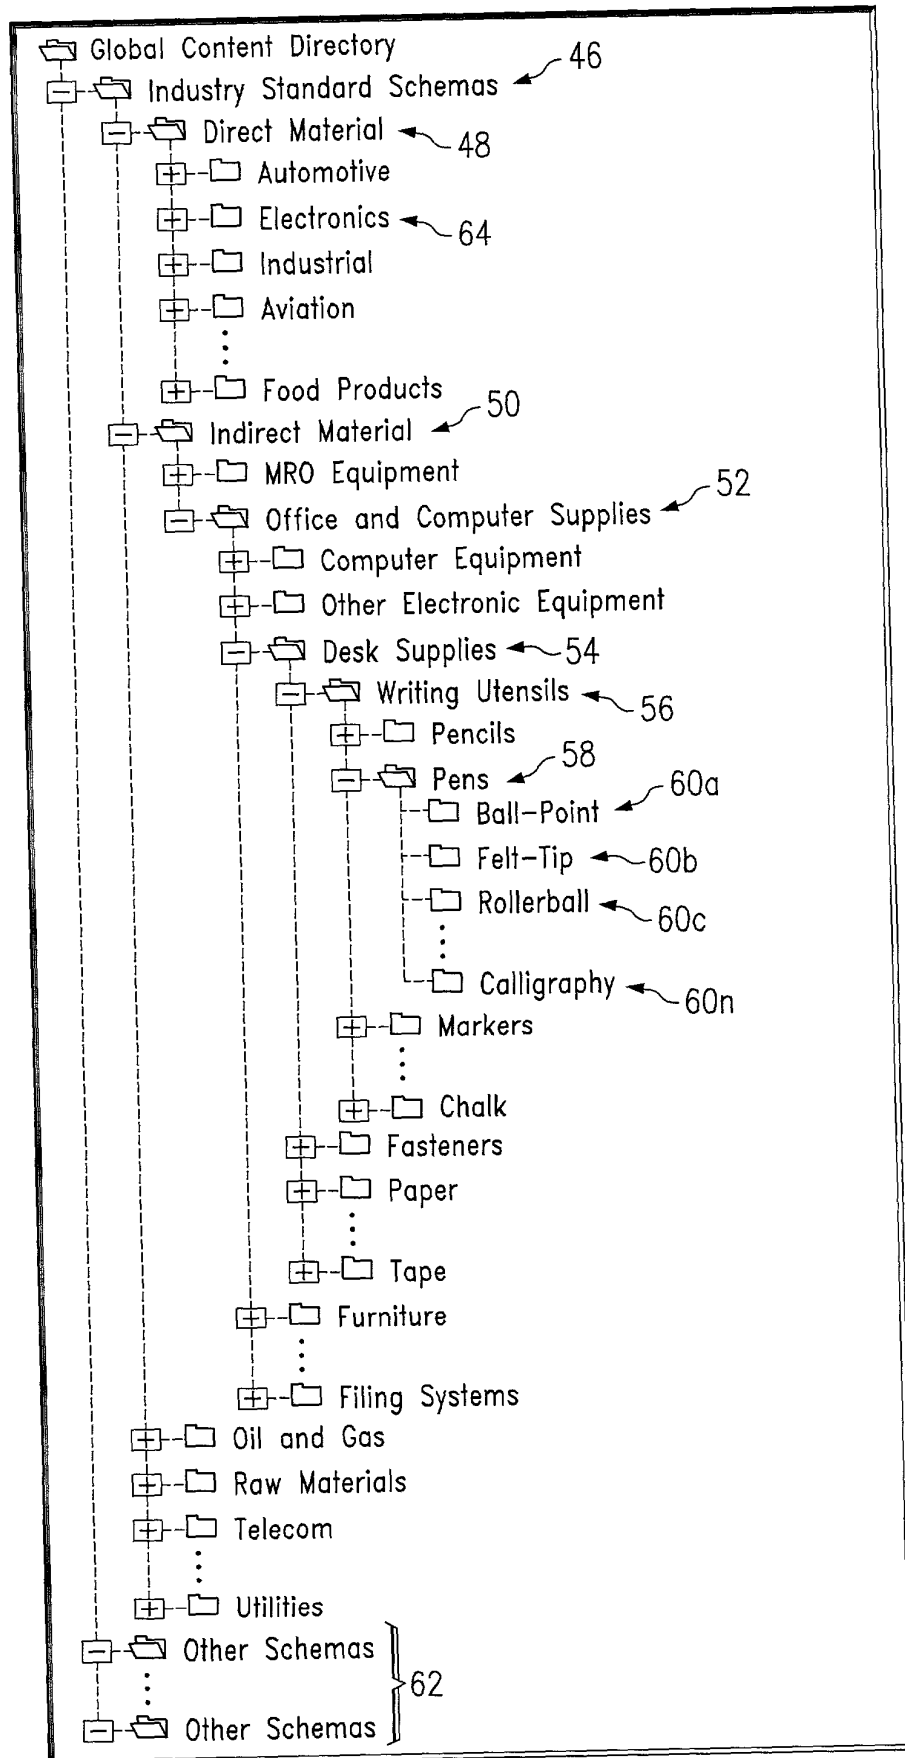 Global Content Directory
Industry Standard Schemas 46
Direct Material 48
Automotive
Electronics 64
Industrial
Aviation
Food Products
Indirect Material 50
MRO Equipment
Office and Computer Supplies 52
Computer Equipment
Other Electronic Equipment
Desk Supplies 54
Writing Utensils 56
Pencils
Pens 58
Ball-Point 60a
Felt-Tip 60b
Rollerball 60c
Calligraphy 60n
Markers
Chalk
Fasteners
Paper
Tape
Furniture
Filing Systems
Oil and Gas
Raw Materials
Telecom
Utilities
Other Schemas
62
Other Schemas